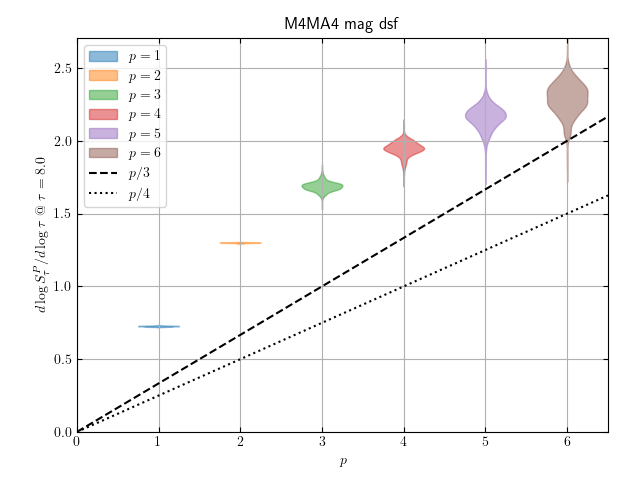 M4MA4 mag dsf
d log S_τ^P / d log τ @ τ = 8.0
2.5
2.0
1.5
1.0
0.5
0.0
p = 1
p = 2
p = 3
p = 4
p = 5
p = 6
p/3
p/4
0 1 2 3 4 5 6
p